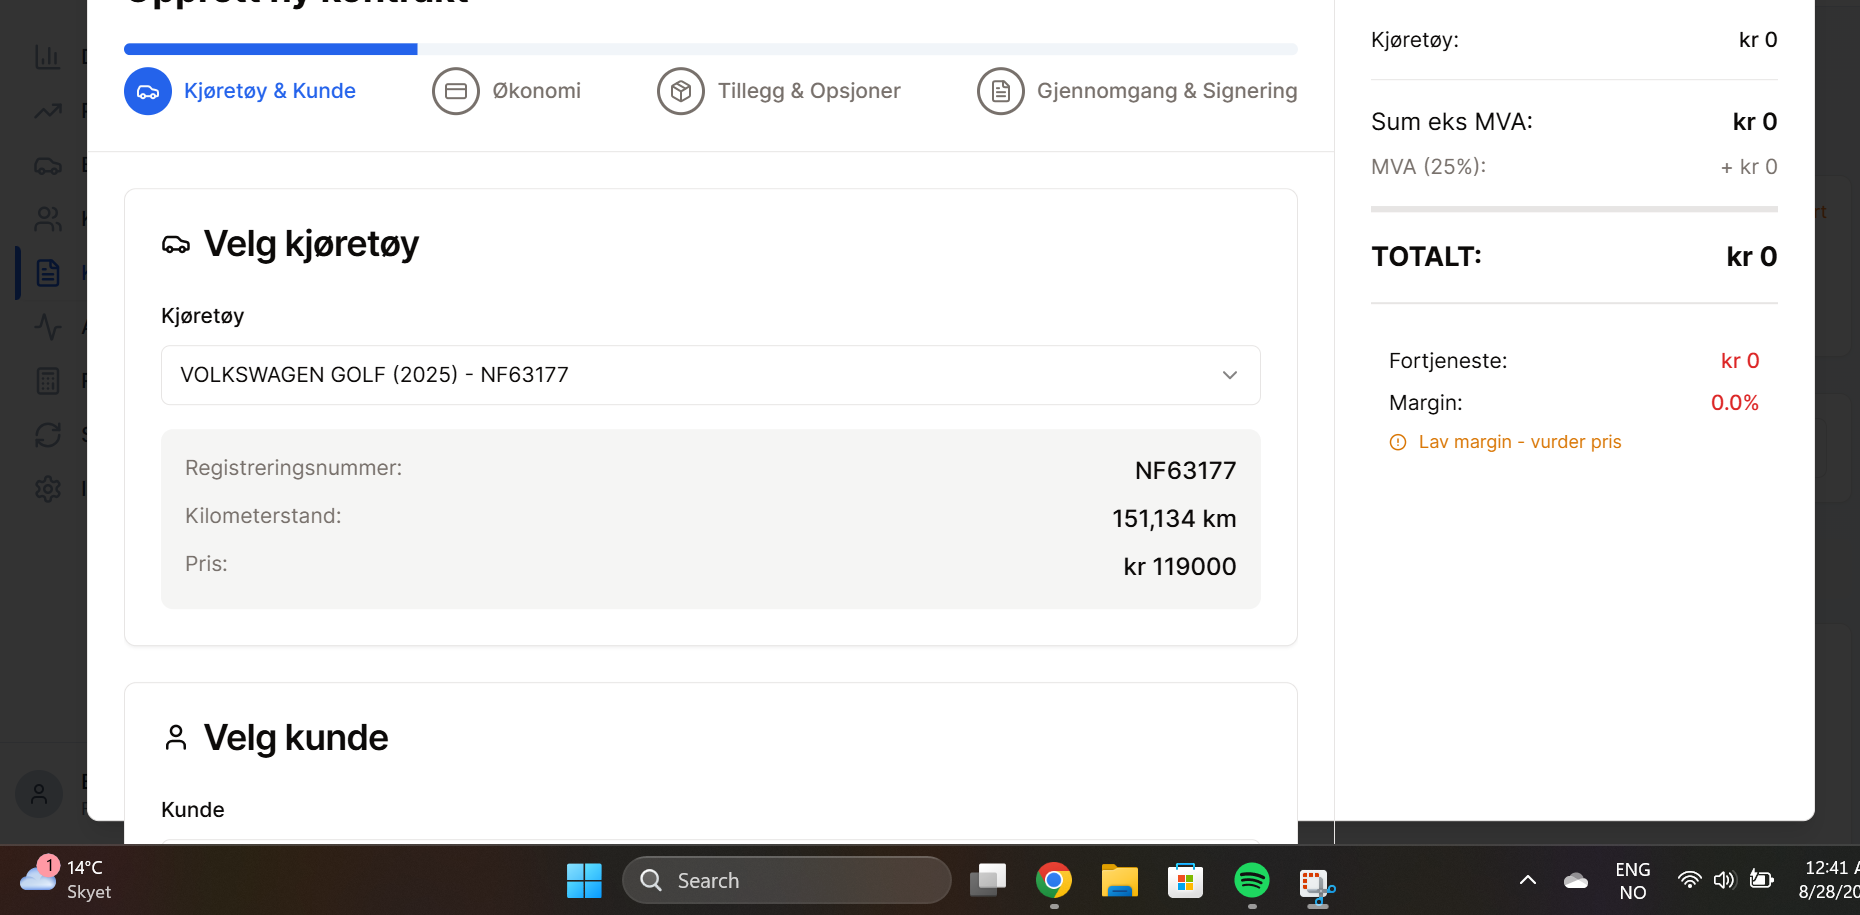 Opprett ny kontrakt
Kjøretøy & Kunde
Økonomi
Tillegg & Opsjoner
Gjennomgang & Signering
Velg kjøretøy
Kjøretøy
VOLKSWAGEN GOLF (2025) - NF63177
Registreringsnummer:
NF63177
Kilometerstand:
151,134 km
Pris:
kr 119000
Velg kunde
Kunde
Kjøretøy:
kr 0
Sum eks MVA:
kr 0
MVA (25%):
+ kr 0
TOTALT:
kr 0
Fortjeneste:
kr 0
Margin:
0.0%
Lav margin - vurder pris
1
14°C
Skyet
Search
ENG
NO
12:41
8/28/20